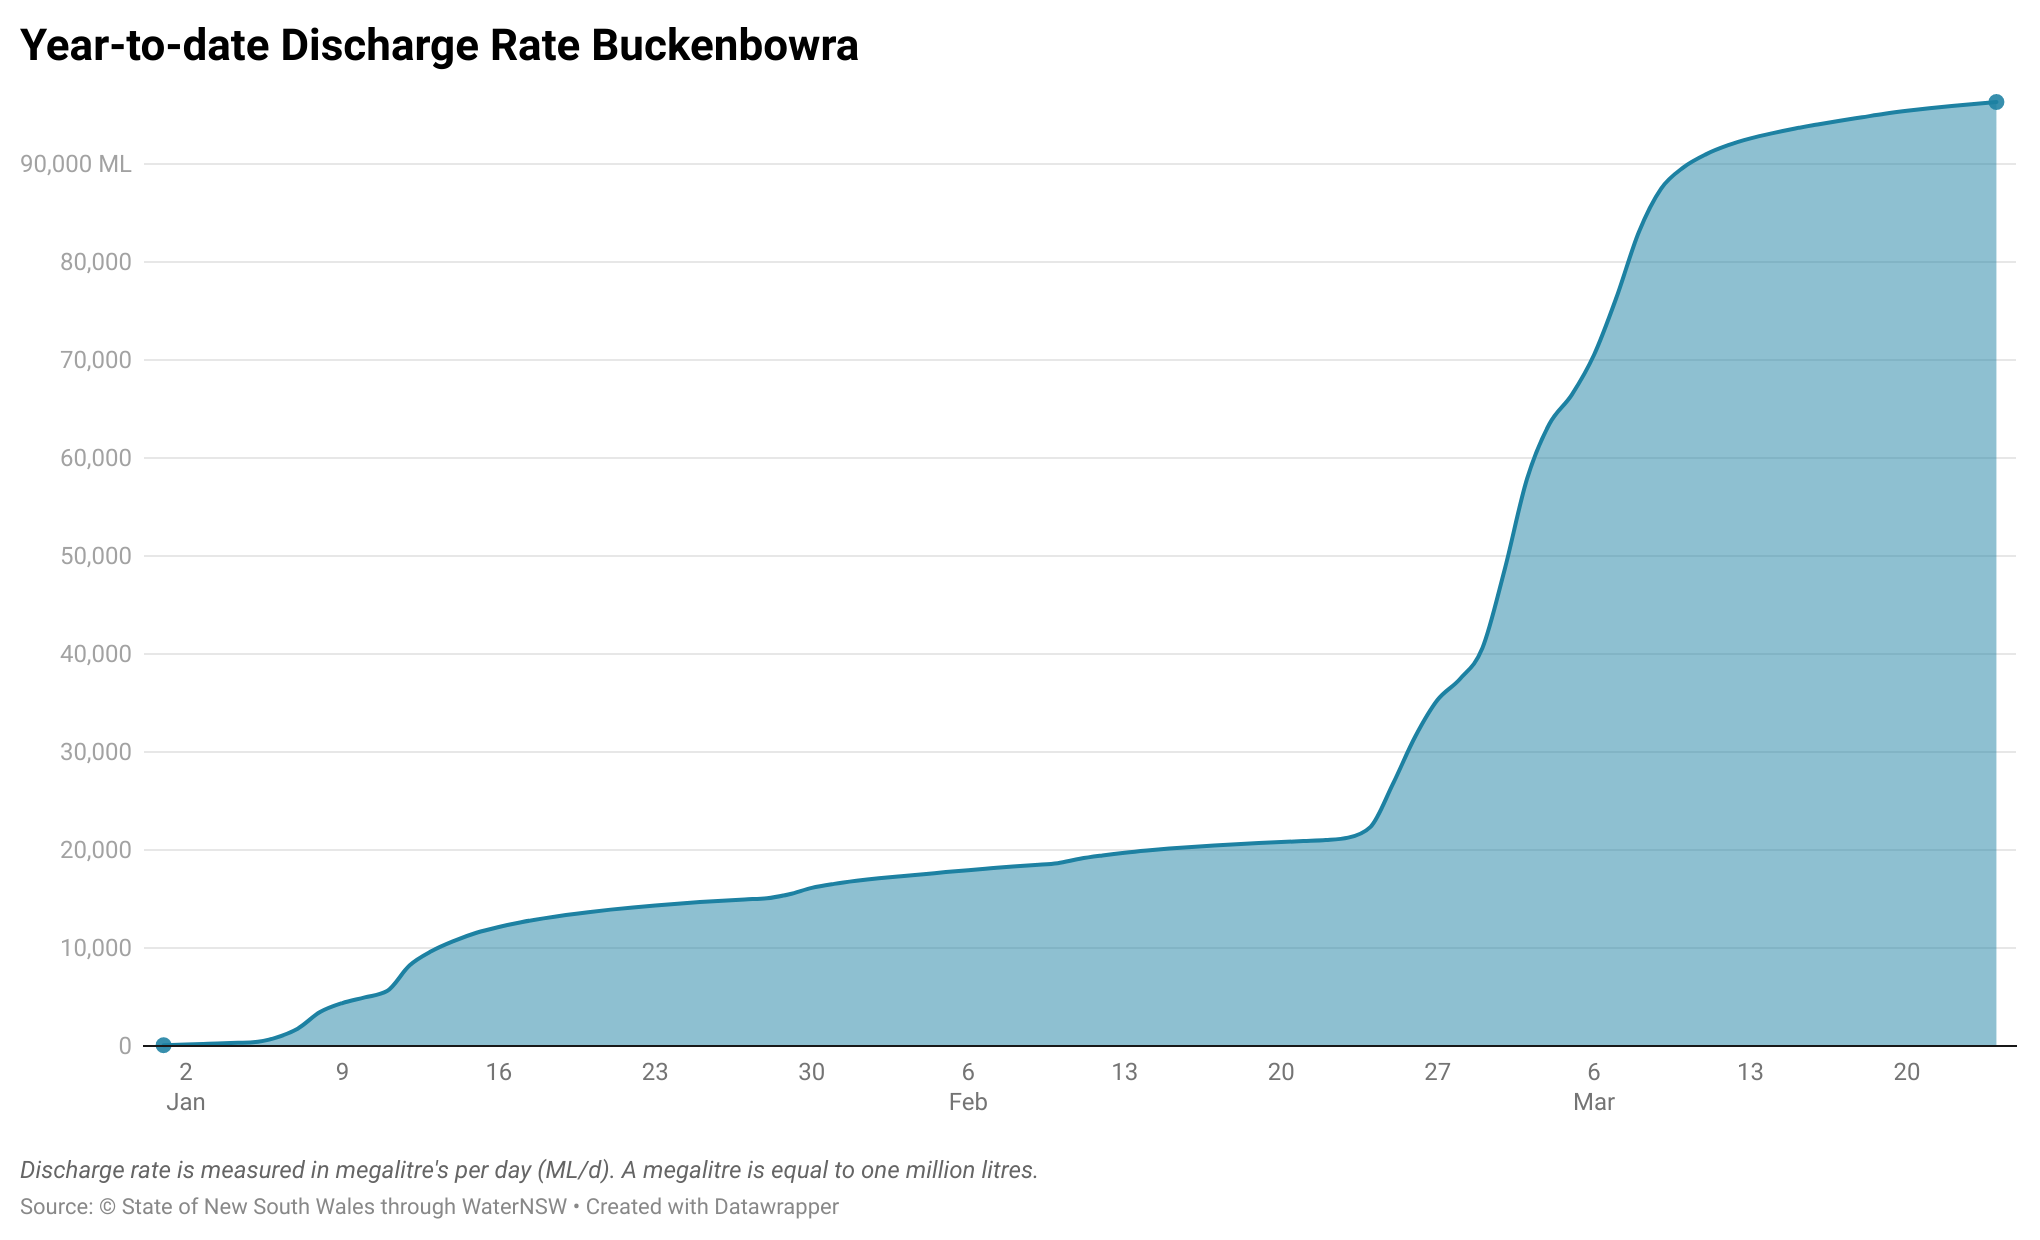 Year-to-date Discharge Rate Buckenbowra
90,000 ML
80,000
70,000
60,000
50,000
40,000
30,000
20,000
10,000
0
2 9 16 23 30 6 13 20 27 6 13 20
Jan Feb Mar
Discharge rate is measured in megalitre's per day (ML/d). A megalitre is equal to one million litres.
Source: © State of New South Wales through WaterNSW • Created with Datawrapper